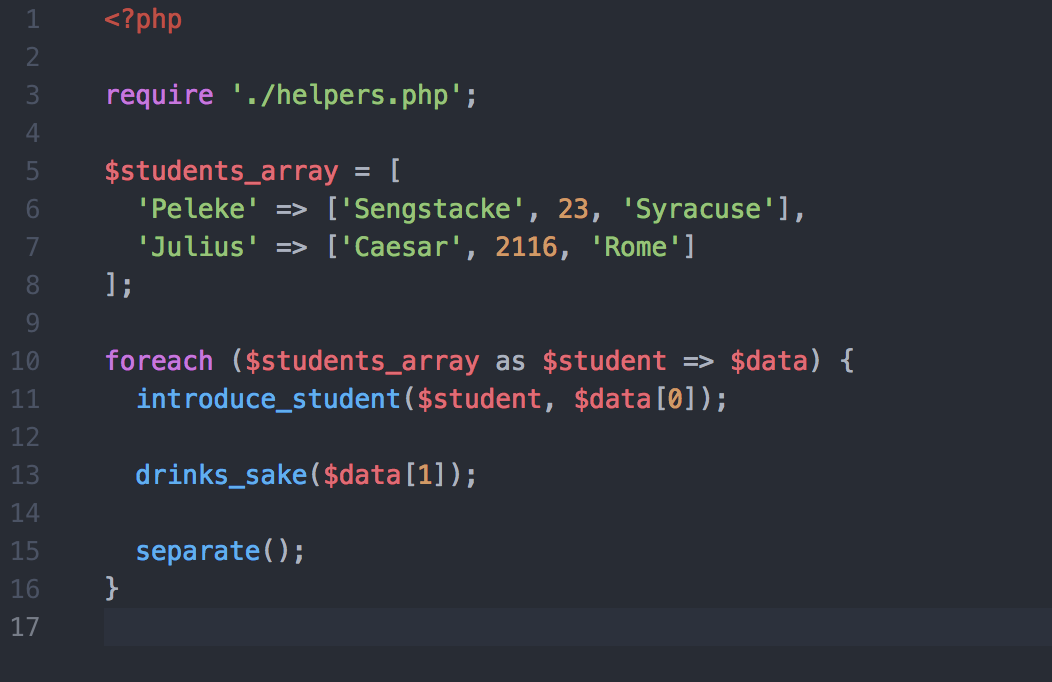 1 <?php
2
3 require './helpers.php';
4
5 $students_array = [
6   'Peleke' => ['Sengstacke', 23, 'Syracuse'],
7   'Julius' => ['Caesar', 2116, 'Rome']
8 ];
9
10 foreach ($students_array as $student => $data) {
11   introduce_student($student, $data[0]);
12
13   drinks_sake($data[1]);
14
15   separate();
16 }
17